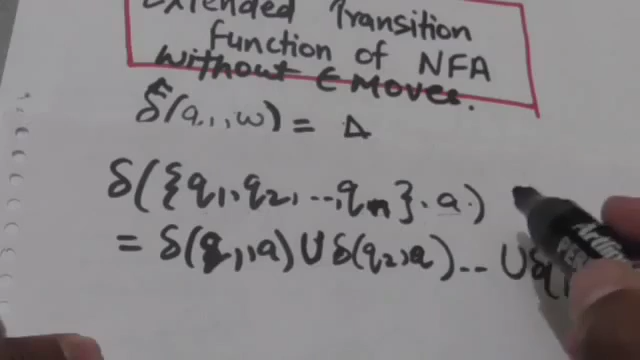 Extended Transition
Function of NFA
Without ϵ Moves.
δ̂(q₁, w) = Δ
δ({q₁, q₂, ..., qₙ}, a)
= δ(q₁, a) ∪ δ(q₂, a) ... ∪ δ(